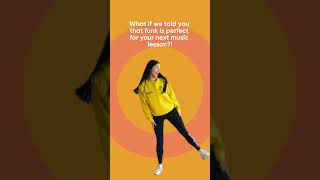 What if we told you
that funk is perfect
for your next music
lesson?!